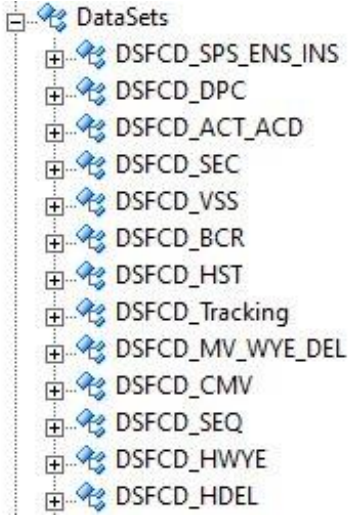 DataSets
DSFCD_SPS_ENS_INS
DSFCD_DPC
DSFCD_ACT_ACD
DSFCD_SEC
DSFCD_VSS
DSFCD_BCR
DSFCD_HST
DSFCD_Tracking
DSFCD_MV_WYE_DEL
DSFCD_CMV
DSFCD_SEQ
DSFCD_HWYE
DSFCD_HDEL